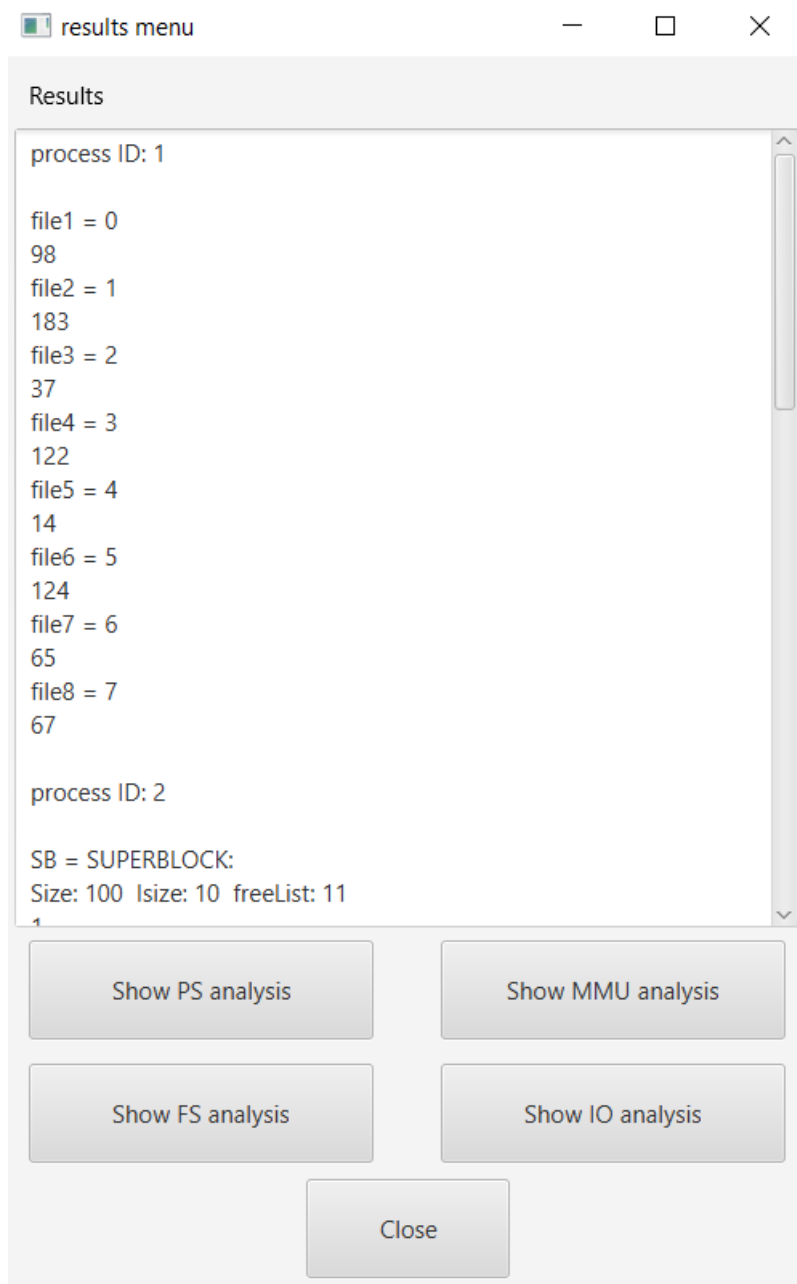 results menu
Results
process ID: 1
file1 = 0
98
file2 = 1
183
file3 = 2
37
file4 = 3
122
file5 = 4
14
file6 = 5
124
file7 = 6
65
file8 = 7
67
process ID: 2
SB = SUPERBLOCK:
Size: 100  Isize: 10  freeList: 11
Show PS analysis
Show MMU analysis
Show FS analysis
Show IO analysis
Close